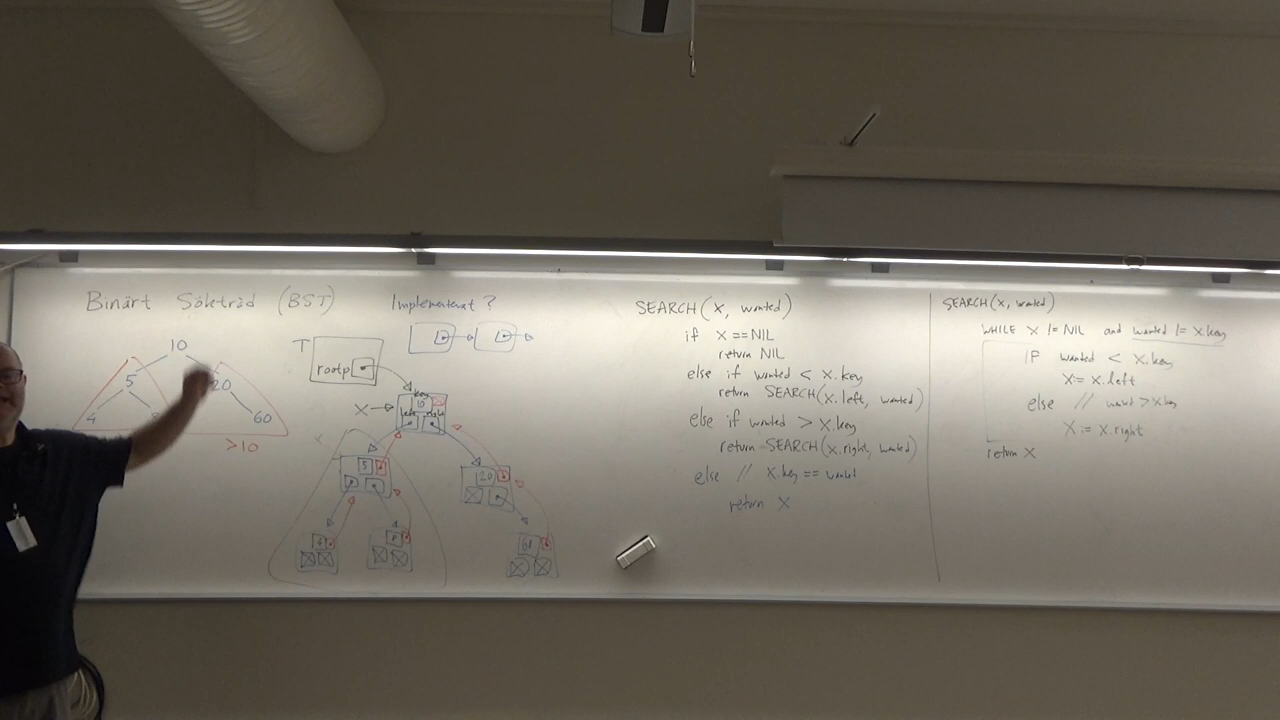 Binärt Sökträd (BST)
10
5
20
4
8
60
>10
Implementerat?
T
rootp
X
key
10
left right
5
20
4
8
60
SEARCH(X, wanted)
if X == NIL
return NIL
else if wanted < X.key
return SEARCH(X.left, wanted)
else if wanted > X.key
return SEARCH(X.right, wanted)
else // X.key == wanted
return X
SEARCH(X, wanted)
WHILE X != NIL and wanted != X.key
IF wanted < X.key
X = X.left
else // wanted > X.key
X = X.right
return X